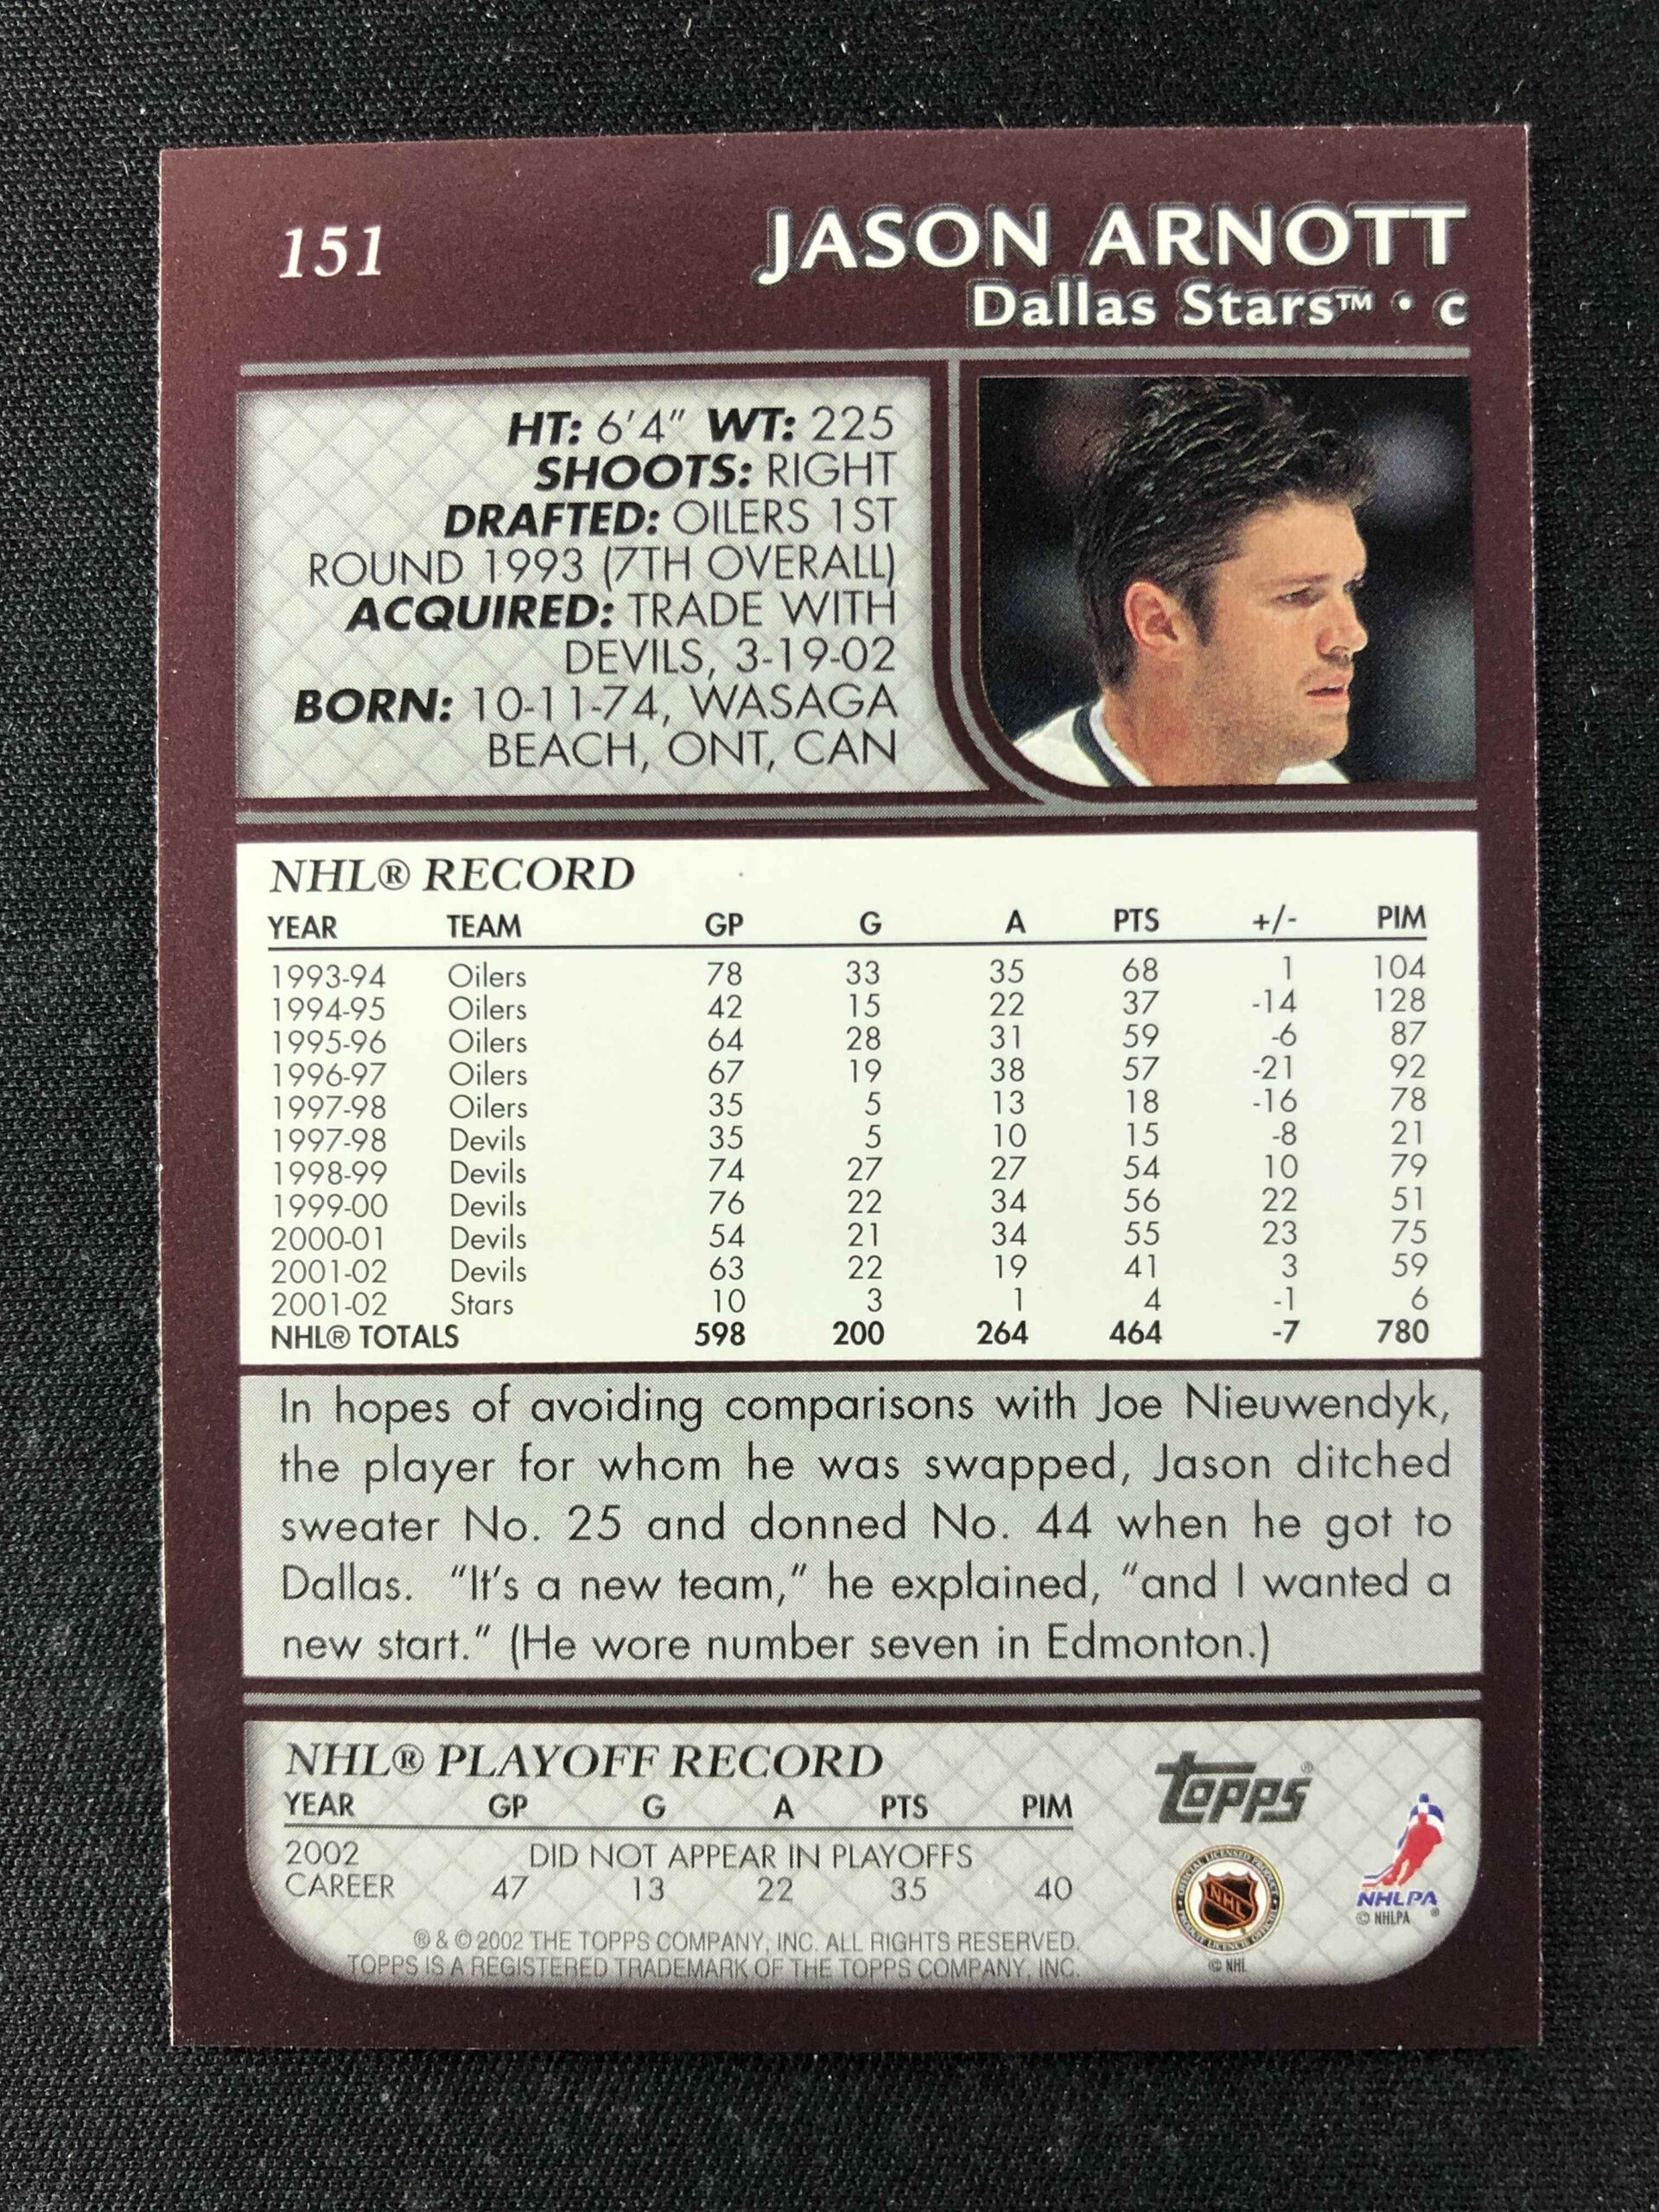 151
JASON ARNOTT
Dallas Stars™ • C
HT: 6'4" WT: 225
SHOOTS: RIGHT
DRAFTED: OILERS 1ST
ROUND 1993 (7TH OVERALL)
ACQUIRED: TRADE WITH
DEVILS, 3-19-02
BORN: 10-11-74, WASAGA
BEACH, ONT, CAN
NHL® RECORD
YEAR TEAM GP G A PTS +/- PIM
1993-94 Oilers 78 33 35 68 1 104
1994-95 Oilers 42 15 22 37 -14 128
1995-96 Oilers 64 28 31 59 -6 87
1996-97 Oilers 67 19 38 57 -21 92
1997-98 Oilers 35 5 13 18 -16 78
1997-98 Devils 35 5 10 15 -8 21
1998-99 Devils 74 27 27 54 10 79
1999-00 Devils 76 22 34 56 22 51
2000-01 Devils 54 21 34 55 23 75
2001-02 Devils 63 22 19 41 3 59
2001-02 Stars 10 3 1 4 -1 6
NHL® TOTALS 598 200 264 464 -7 780
In hopes of avoiding comparisons with Joe Nieuwendyk,
the player for whom he was swapped, Jason ditched
sweater No. 25 and donned No. 44 when he got to
Dallas. "It's a new team," he explained, "and I wanted a
new start." (He wore number seven in Edmonton.)
NHL® PLAYOFF RECORD
YEAR GP G A PTS PIM
2002 DID NOT APPEAR IN PLAYOFFS
CAREER 47 13 22 35 40
® & © 2002 THE TOPPS COMPANY, INC. ALL RIGHTS RESERVED.
TOPPS IS A REGISTERED TRADEMARK OF THE TOPPS COMPANY, INC.
Topps®
OFFICIAL LICENSED PRODUCT
NHL
© NHL
NHLPA®
© NHLPA